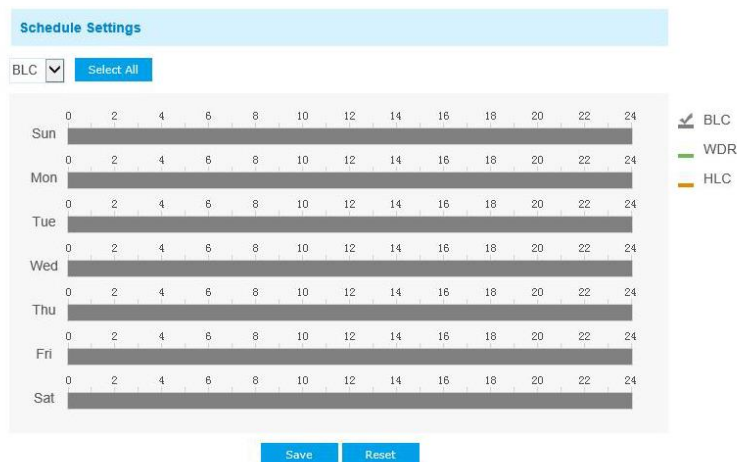 Schedule Settings
BLC Select All
0 2 4 6 8 10 12 14 16 18 20 22 24
Sun
0 2 4 6 8 10 12 14 16 18 20 22 24
Mon
0 2 4 6 8 10 12 14 16 18 20 22 24
Tue
0 2 4 6 8 10 12 14 16 18 20 22 24
Wed
0 2 4 6 8 10 12 14 16 18 20 22 24
Thu
0 2 4 6 8 10 12 14 16 18 20 22 24
Fri
0 2 4 6 8 10 12 14 16 18 20 22 24
Sat
BLC
WDR
HLC
Save Reset